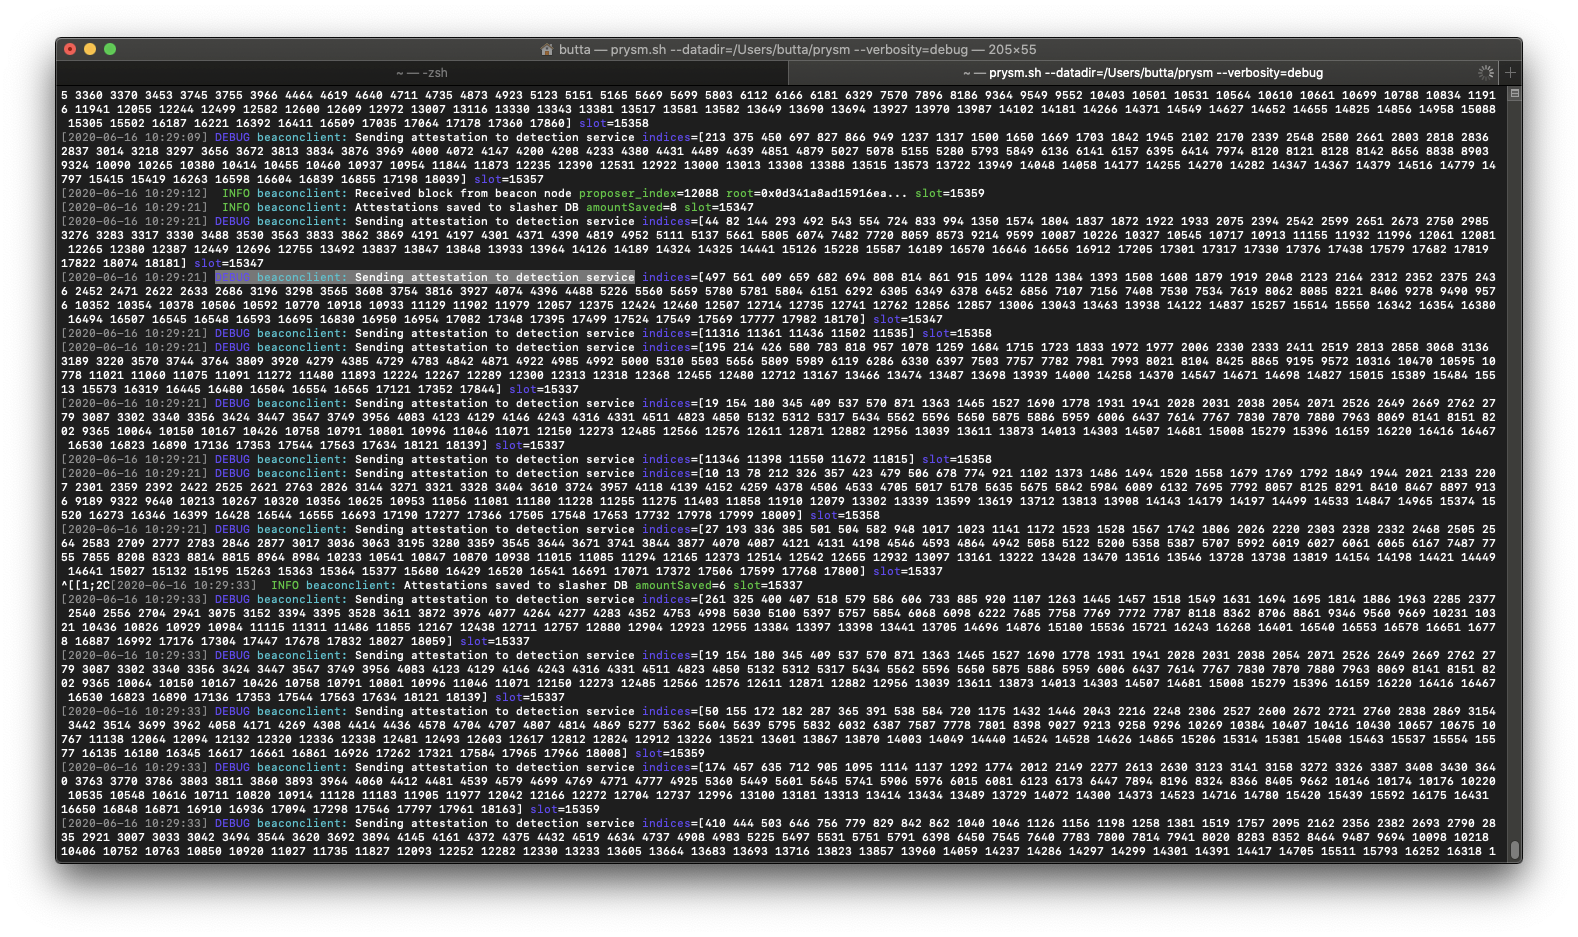 butta — prysm.sh --datadir=/Users/butta/prysm --verbosity=debug — 205×55
~ — -zsh
~ — prysm.sh --datadir=/Users/butta/prysm --verbosity=debug
5 3360 3370 3453 3745 3755 3966 4464 4619 4640 4711 4735 4873 4923 5123 5151 5165 5669 5699 5803 6112 6166 6181 6329 7570 7896 8186 9364 9549 9552 10403 10501 10531 10564 10610 10661 10699 10788 10834 1191
6 11941 12055 12244 12499 12582 12600 12609 12972 13007 13116 13330 13343 13381 13517 13581 13582 13649 13690 13694 13927 13970 13987 14102 14181 14266 14371 14549 14627 14652 14655 14825 14856 14958 15088
15305 15502 16187 16221 16392 16411 16509 17035 17064 17178 17360 17860] slot=15358
[2020-06-16 10:29:09] DEBUG beaconclient: Sending attestation to detection service indices=[213 375 450 697 827 866 949 1237 1317 1500 1650 1669 1703 1842 1945 2102 2170 2339 2548 2580 2661 2803 2818 2836
2837 3014 3218 3297 3656 3672 3813 3834 3876 3969 4000 4072 4147 4200 4208 4233 4380 4431 4489 4639 4851 4879 5027 5078 5155 5280 5793 5849 6136 6141 6157 6395 6414 7974 8120 8121 8128 8142 8656 8838 8903
9324 10090 10265 10380 10414 10455 10460 10937 10954 11844 11873 12235 12390 12531 12922 13000 13013 13308 13388 13515 13573 13722 13949 14048 14058 14177 14255 14270 14282 14347 14367 14379 14516 14779 14
797 15415 15419 16263 16598 16604 16839 16855 17198 18039] slot=15357
[2020-06-16 10:29:12]  INFO beaconclient: Received block from beacon node proposer_index=12088 root=0x0d341a8ad15916ea... slot=15359
[2020-06-16 10:29:21]  INFO beaconclient: Attestations saved to slasher DB amountSaved=8 slot=15347
[2020-06-16 10:29:21] DEBUG beaconclient: Sending attestation to detection service indices=[44 82 144 293 492 543 554 724 813 994 1350 1574 1804 1837 1872 1922 1933 2075 2394 2542 2599 2651 2673 2750 2985
3276 3283 3317 3330 3488 3530 3563 3833 3862 3869 4191 4197 4301 4371 4390 4819 4952 5111 5137 5661 5805 6074 7482 7720 8059 8573 9214 9599 10087 10226 10327 10545 10717 10913 11155 11932 11996 12061 12081
12265 12380 12387 12449 12696 12755 13492 13837 13847 13848 13933 13964 14126 14189 14324 14325 14441 15126 15228 15587 16189 16570 16646 16656 16912 17205 17301 17317 17330 17376 17438 17579 17682 17819
17822 18074 18181] slot=15347
[2020-06-16 10:29:21] DEBUG beaconclient: Sending attestation to detection service indices=[497 561 609 659 682 694 808 814 861 915 1094 1128 1384 1393 1508 1608 1879 1919 2048 2123 2164 2312 2352 2375 243
6 2452 2471 2622 2633 2686 3196 3298 3565 3608 3754 3816 3927 4074 4396 4488 5226 5560 5659 5780 5781 5804 6151 6292 6305 6349 6378 6452 6856 7107 7156 7408 7530 7534 7619 8062 8085 8221 8406 9278 9490 957
6 10352 10354 10378 10506 10592 10770 10918 10933 11129 11902 11979 12057 12375 12424 12460 12507 12714 12735 12741 12762 12856 12857 13006 13043 13463 13938 14122 14837 15257 15514 15550 16342 16354 16380
16494 16507 16545 16548 16593 16695 16830 16950 16954 17082 17348 17395 17499 17524 17549 17569 17777 17982 18170] slot=15347
[2020-06-16 10:29:21] DEBUG beaconclient: Sending attestation to detection service indices=[11316 11361 11436 11502 11535] slot=15358
[2020-06-16 10:29:21] DEBUG beaconclient: Sending attestation to detection service indices=[195 214 426 580 783 818 957 1078 1259 1684 1715 1723 1833 1972 1977 2006 2330 2333 2411 2519 2813 2858 3068 3136
3189 3220 3570 3744 3764 3809 3920 4279 4385 4729 4783 4842 4871 4922 4985 4992 5000 5310 5503 5656 5809 5989 6119 6286 6330 6397 7503 7757 7782 7981 7993 8021 8104 8425 8865 9195 9572 10316 10470 10595 10
778 11021 11060 11075 11091 11272 11480 11893 12224 12267 12289 12300 12313 12318 12368 12455 12480 12712 13167 13466 13474 13487 13698 13939 14000 14258 14370 14547 14671 14698 14827 15015 15389 15484 155
13 15573 16319 16445 16480 16504 16554 16565 17121 17352 17844] slot=15337
[2020-06-16 10:29:21] DEBUG beaconclient: Sending attestation to detection service indices=[19 154 180 345 409 537 570 871 1363 1465 1527 1690 1778 1931 1941 2028 2031 2038 2054 2071 2526 2649 2669 2762 27
79 3087 3302 3340 3356 3424 3447 3547 3749 3956 4083 4123 4129 4146 4243 4316 4331 4511 4823 4850 5132 5312 5317 5434 5562 5596 5650 5875 5886 5959 6006 6437 7614 7767 7830 7870 7880 7963 8069 8141 8151 82
02 9365 10064 10150 10167 10426 10758 10791 10801 10996 11046 11071 12150 12273 12485 12566 12576 12611 12871 12882 12956 13039 13611 13873 14013 14303 14507 14681 15008 15279 15396 16159 16220 16416 16467
16530 16823 16890 17136 17353 17544 17563 17634 18121 18139] slot=15337
[2020-06-16 10:29:21] DEBUG beaconclient: Sending attestation to detection service indices=[11346 11398 11550 11672 11815] slot=15358
[2020-06-16 10:29:21] DEBUG beaconclient: Sending attestation to detection service indices=[10 13 78 212 326 357 423 479 506 678 774 921 1102 1373 1486 1494 1520 1558 1679 1769 1792 1849 1944 2021 2133 220
7 2301 2359 2392 2422 2525 2621 2763 2826 3144 3271 3321 3328 3404 3610 3724 3957 4118 4139 4152 4259 4378 4506 4533 4705 5017 5178 5635 5675 5842 5984 6089 6132 7695 7792 8057 8125 8291 8410 8467 8897 913
6 9189 9322 9640 10213 10267 10320 10356 10625 10953 11056 11081 11180 11228 11255 11275 11403 11858 11910 12079 13302 13339 13599 13619 13712 13813 13908 14143 14179 14197 14499 14533 14847 14965 15374 15
520 16273 16346 16399 16428 16544 16555 16693 17190 17277 17366 17505 17548 17653 17732 17978 17999 18009] slot=15358
[2020-06-16 10:29:21] DEBUG beaconclient: Sending attestation to detection service indices=[27 193 336 385 501 504 582 948 1017 1023 1141 1172 1523 1528 1567 1742 1806 2026 2220 2303 2318 2332 2468 2505 25
64 2583 2709 2777 2783 2846 2877 3017 3036 3063 3195 3280 3359 3545 3644 3671 3741 3844 3877 4070 4087 4121 4131 4198 4546 4593 4864 4942 5058 5122 5200 5358 5387 5707 5992 6019 6027 6061 6065 6167 7487 77
55 7855 8208 8323 8814 8815 8964 8984 10233 10541 10847 10870 10938 11015 11085 11294 12165 12373 12514 12542 12655 12932 13097 13161 13222 13428 13470 13516 13546 13728 13738 13819 14154 14198 14421 14449
14641 15027 15132 15195 15263 15363 15364 15377 15680 16429 16520 16541 16691 17071 17372 17506 17599 17768 17800] slot=15337
^[[1;2C[2020-06-16 10:29:33]  INFO beaconclient: Attestations saved to slasher DB amountSaved=6 slot=15337
[2020-06-16 10:29:33] DEBUG beaconclient: Sending attestation to detection service indices=[261 325 400 407 518 579 586 606 733 885 920 1107 1263 1445 1457 1518 1549 1631 1694 1695 1814 1886 1963 2285 2377
2540 2556 2704 2941 3075 3152 3394 3395 3528 3611 3872 3976 4077 4264 4277 4283 4352 4753 4998 5030 5100 5397 5757 5854 6068 6098 6222 7685 7758 7769 7772 7787 8118 8362 8706 8861 9346 9560 9669 10231 103
21 10436 10826 10929 10984 11115 11311 11486 11855 12167 12438 12711 12757 12880 12904 12923 12955 13384 13397 13398 13441 13705 14696 14876 15180 15536 15721 16243 16268 16401 16540 16553 16578 16651 1677
8 16887 16992 17176 17304 17447 17678 17832 18027 18059] slot=15337
[2020-06-16 10:29:33] DEBUG beaconclient: Sending attestation to detection service indices=[19 154 180 345 409 537 570 871 1363 1465 1527 1690 1778 1931 1941 2028 2031 2038 2054 2071 2526 2649 2669 2762 27
79 3087 3302 3340 3356 3424 3447 3547 3749 3956 4083 4123 4129 4146 4243 4316 4331 4511 4823 4850 5132 5312 5317 5434 5562 5596 5650 5875 5886 5959 6006 6437 7614 7767 7830 7870 7880 7963 8069 8141 8151 82
02 9365 10064 10150 10167 10426 10758 10791 10801 10996 11046 11071 12150 12273 12485 12566 12576 12611 12871 12882 12956 13039 13611 13873 14013 14303 14507 14681 15008 15279 15396 16159 16220 16416 16467
16530 16823 16890 17136 17353 17544 17563 17634 18121 18139] slot=15337
[2020-06-16 10:29:33] DEBUG beaconclient: Sending attestation to detection service indices=[50 155 172 182 287 365 391 538 584 720 1175 1432 1446 2043 2216 2248 2306 2527 2600 2672 2721 2760 2838 2869 3154
3442 3514 3699 3962 4058 4171 4269 4308 4414 4436 4578 4704 4707 4807 4814 4869 5277 5362 5604 5639 5795 5832 6032 6387 7587 7778 7801 8398 9027 9213 9258 9296 10269 10384 10407 10416 10430 10657 10675 10
767 11138 12064 12094 12132 12320 12336 12338 12481 12493 12603 12617 12812 12824 12912 13226 13521 13601 13867 13870 14003 14049 14440 14524 14528 14626 14865 15206 15314 15381 15408 15463 15537 15554 155
77 16135 16180 16345 16617 16661 16861 16926 17262 17321 17584 17965 17966 18008] slot=15359
[2020-06-16 10:29:33] DEBUG beaconclient: Sending attestation to detection service indices=[174 457 635 712 905 1095 1114 1137 1292 1774 2012 2149 2277 2613 2630 3123 3141 3158 3272 3326 3387 3408 3430 364
0 3763 3770 3786 3803 3811 3860 3893 3944 4060 4412 4481 4539 4579 4699 4769 4771 4777 4925 5360 5449 5601 5645 5741 5906 5976 6015 6081 6123 6173 6447 7894 8196 8324 8366 8405 9662 10146 10174 10176 10220
10535 10548 10616 10711 10820 10914 11128 11183 11905 11977 12042 12166 12272 12704 12737 12996 13100 13181 13313 13414 13434 13489 13729 14072 14300 14373 14523 14716 14780 15420 15439 15592 16175 16431
16650 16848 16871 16910 16936 17094 17298 17546 17797 17961 18163] slot=15359
[2020-06-16 10:29:33] DEBUG beaconclient: Sending attestation to detection service indices=[410 444 503 646 756 779 829 842 862 1040 1046 1126 1156 1198 1258 1381 1519 1757 2095 2162 2356 2382 2693 2790 28
35 2921 3007 3033 3042 3494 3544 3620 3692 3894 4145 4161 4372 4375 4432 4519 4634 4737 4908 4983 5225 5497 5531 5751 5791 6398 6450 7545 7640 7783 7800 7814 7941 8020 8283 8352 8464 9487 9694 10098 10218
10406 10752 10763 10850 10920 11027 11735 11827 12093 12252 12282 12330 13233 13605 13664 13683 13693 13716 13823 13857 13960 14059 14237 14286 14297 14299 14301 14391 14417 14705 15511 15793 16252 16318 1